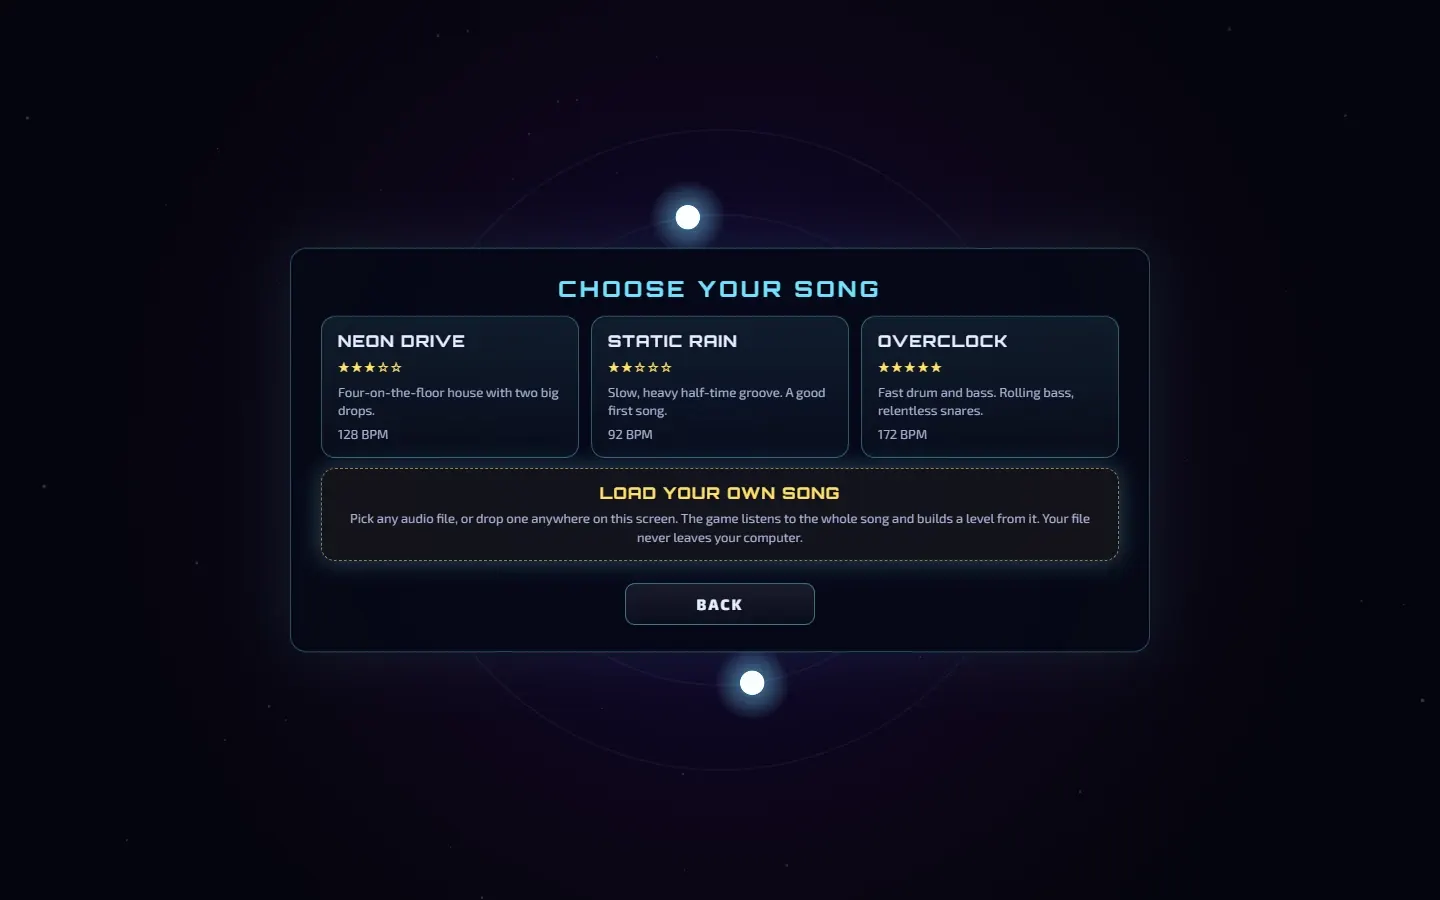 CHOOSE YOUR SONG
NEON DRIVE
★★★☆☆
Four-on-the-floor house with two big
drops.
128 BPM
STATIC RAIN
★★☆☆☆
Slow, heavy half-time groove. A good
first song.
92 BPM
OVERCLOCK
★★★★★
Fast drum and bass. Rolling bass,
relentless snares.
172 BPM
LOAD YOUR OWN SONG
Pick any audio file, or drop one anywhere on this screen. The game listens to the whole song and builds a level from it. Your file
never leaves your computer.
BACK